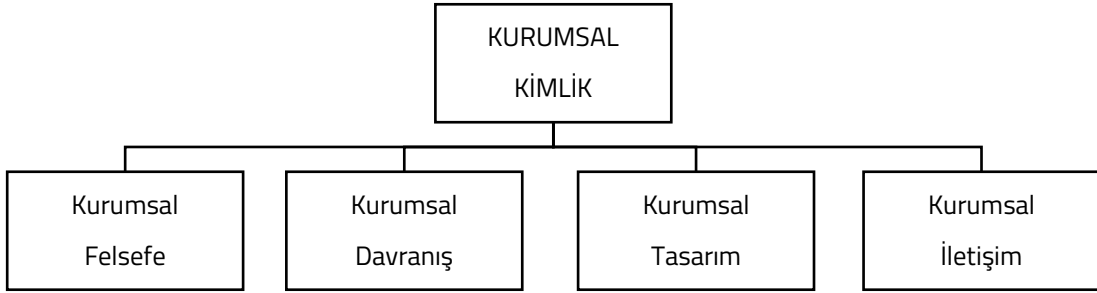 KURUMSAL
KİMLİK
Kurumsal
Felsefe
Kurumsal
Davranış
Kurumsal
Tasarım
Kurumsal
İletişim